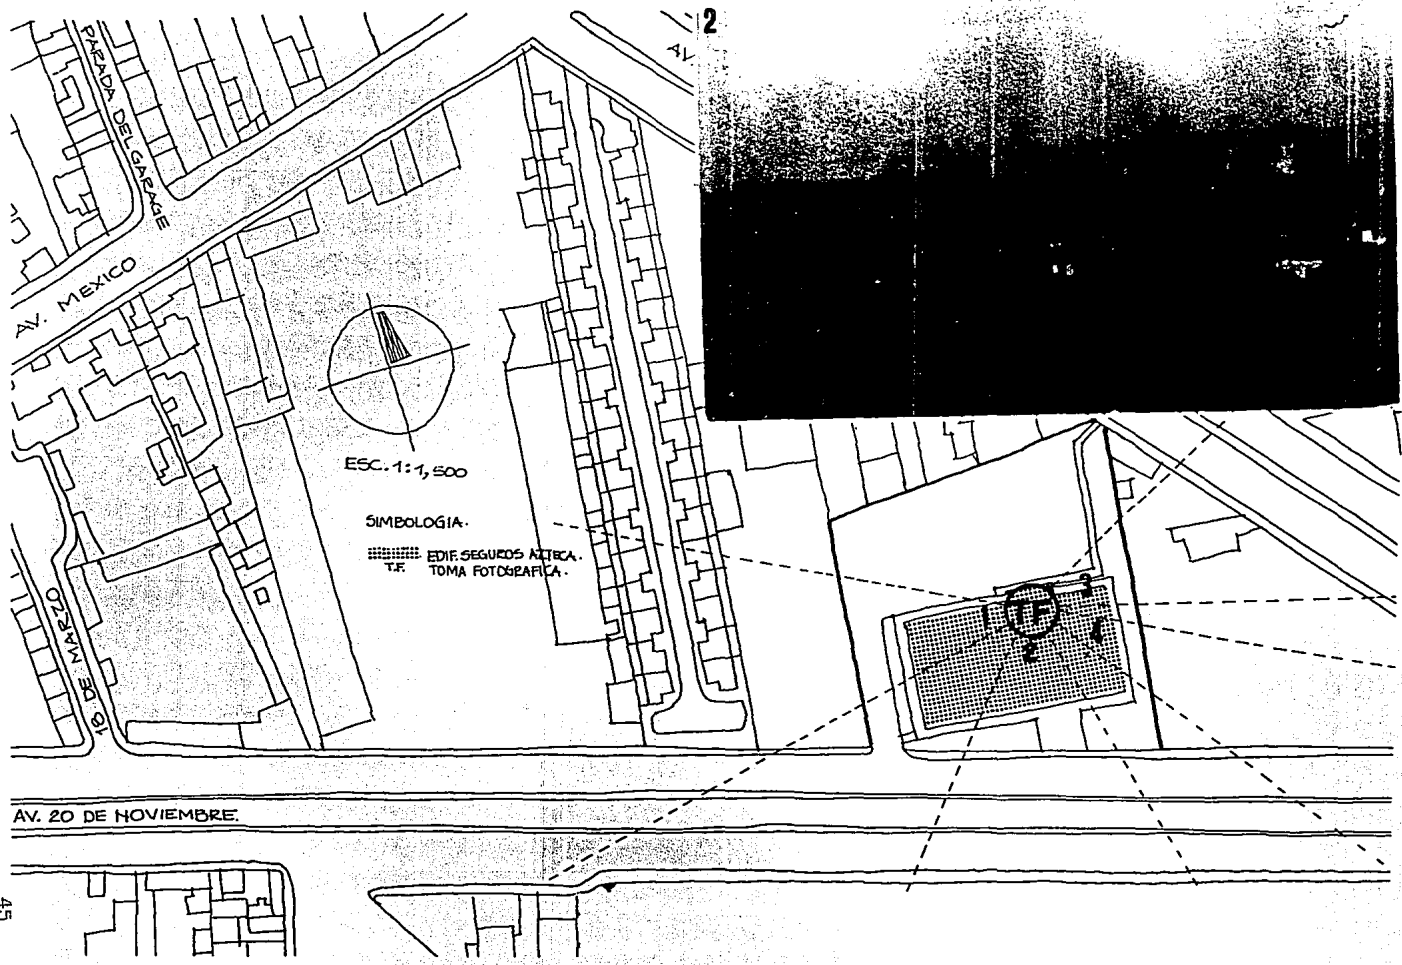 2
PARADA DEL GARAGE
AV.
AV. MEXICO
ESC. 1:1,500
SIMBOLOGIA.
EDIF. SEGUROS AZTECA.
T.F. TOMA FOTOGRAFICA.
18 DE MARZO
1 TF 3
2 4
AV. 20 DE NOVIEMBRE.
45